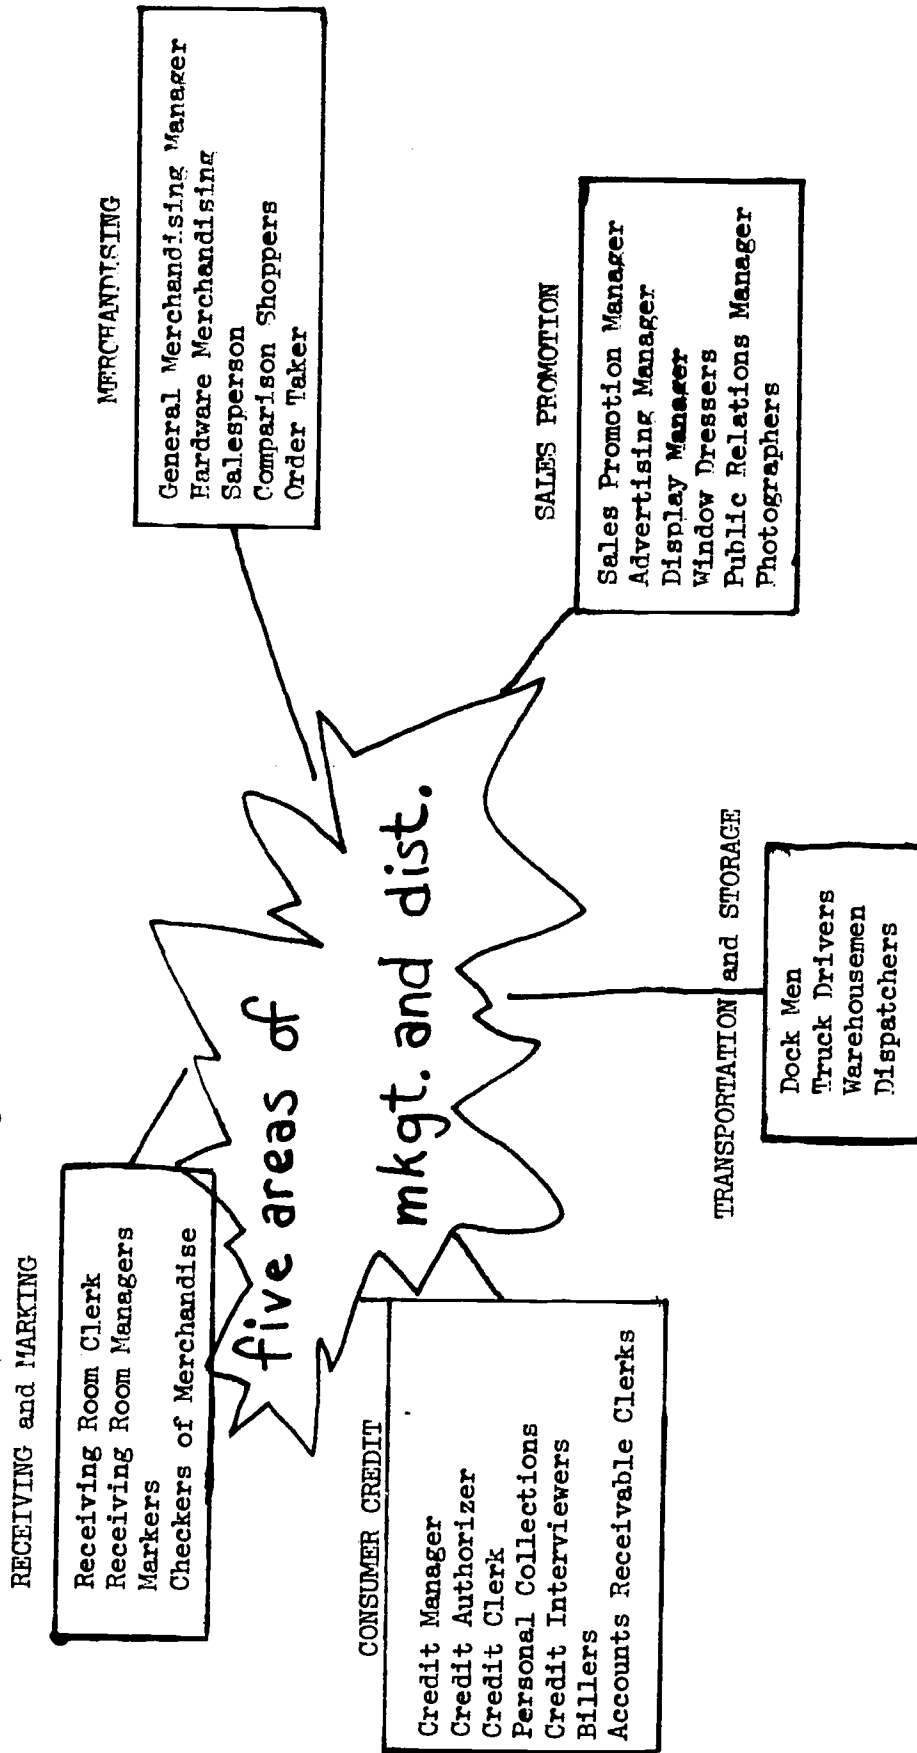 RECEIVING and MARKING
Receiving Room Clerk
Receiving Room Managers
Markers
Checkers of Merchandise
MERCHANDISING
General Merchandising Manager
Hardware Merchandising
Salesperson
Comparison Shoppers
Order Taker
five areas of
mkgt. and dist.
CONSUMER CREDIT
Credit Manager
Credit Authorizer
Credit Clerk
Personal Collections
Credit Interviewers
Billers
Accounts Receivable Clerks
TRANSPORTATION and STORAGE
Dock Men
Truck Drivers
Warehousemen
Dispatchers
SALES PROMOTION
Sales Promotion Manager
Advertising Manager
Display Manager
Window Dressers
Public Relations Manager
Photographers